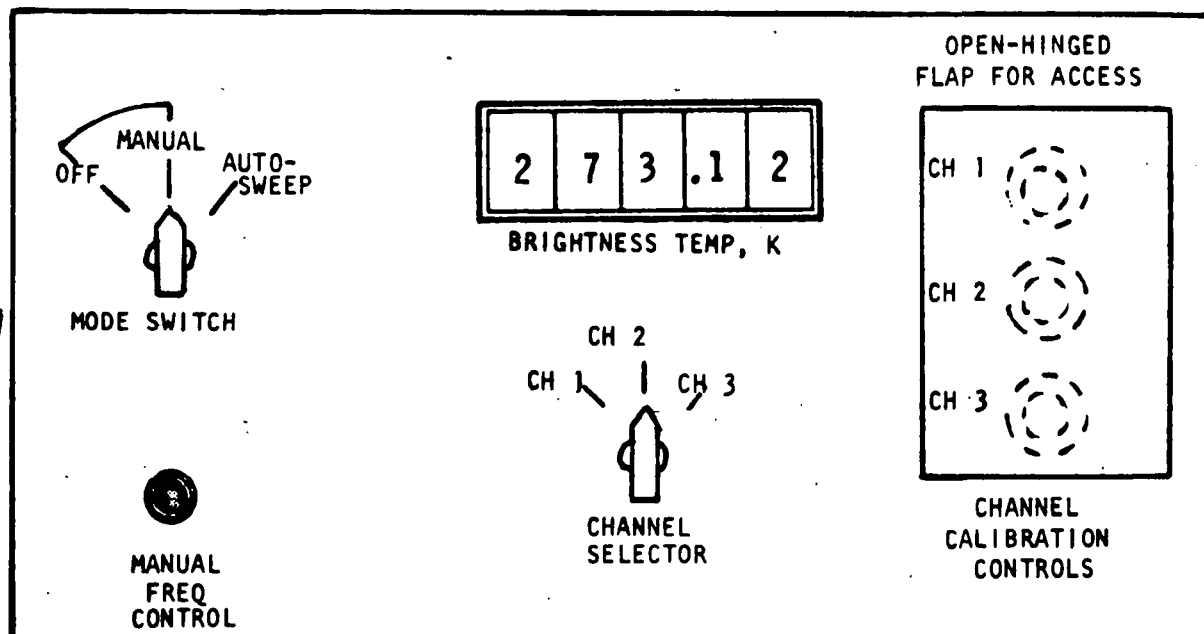 OFF
MANUAL
AUTO-
SWEEP
MODE SWITCH
MANUAL
FREQ
CONTROL
2 7 3 .1 2
BRIGHTNESS TEMP, K
CH 1
CH 2
CH 3
CHANNEL
SELECTOR
OPEN-HINGED
FLAP FOR ACCESS
CH 1
CH 2
CH 3
CHANNEL
CALIBRATION
CONTROLS